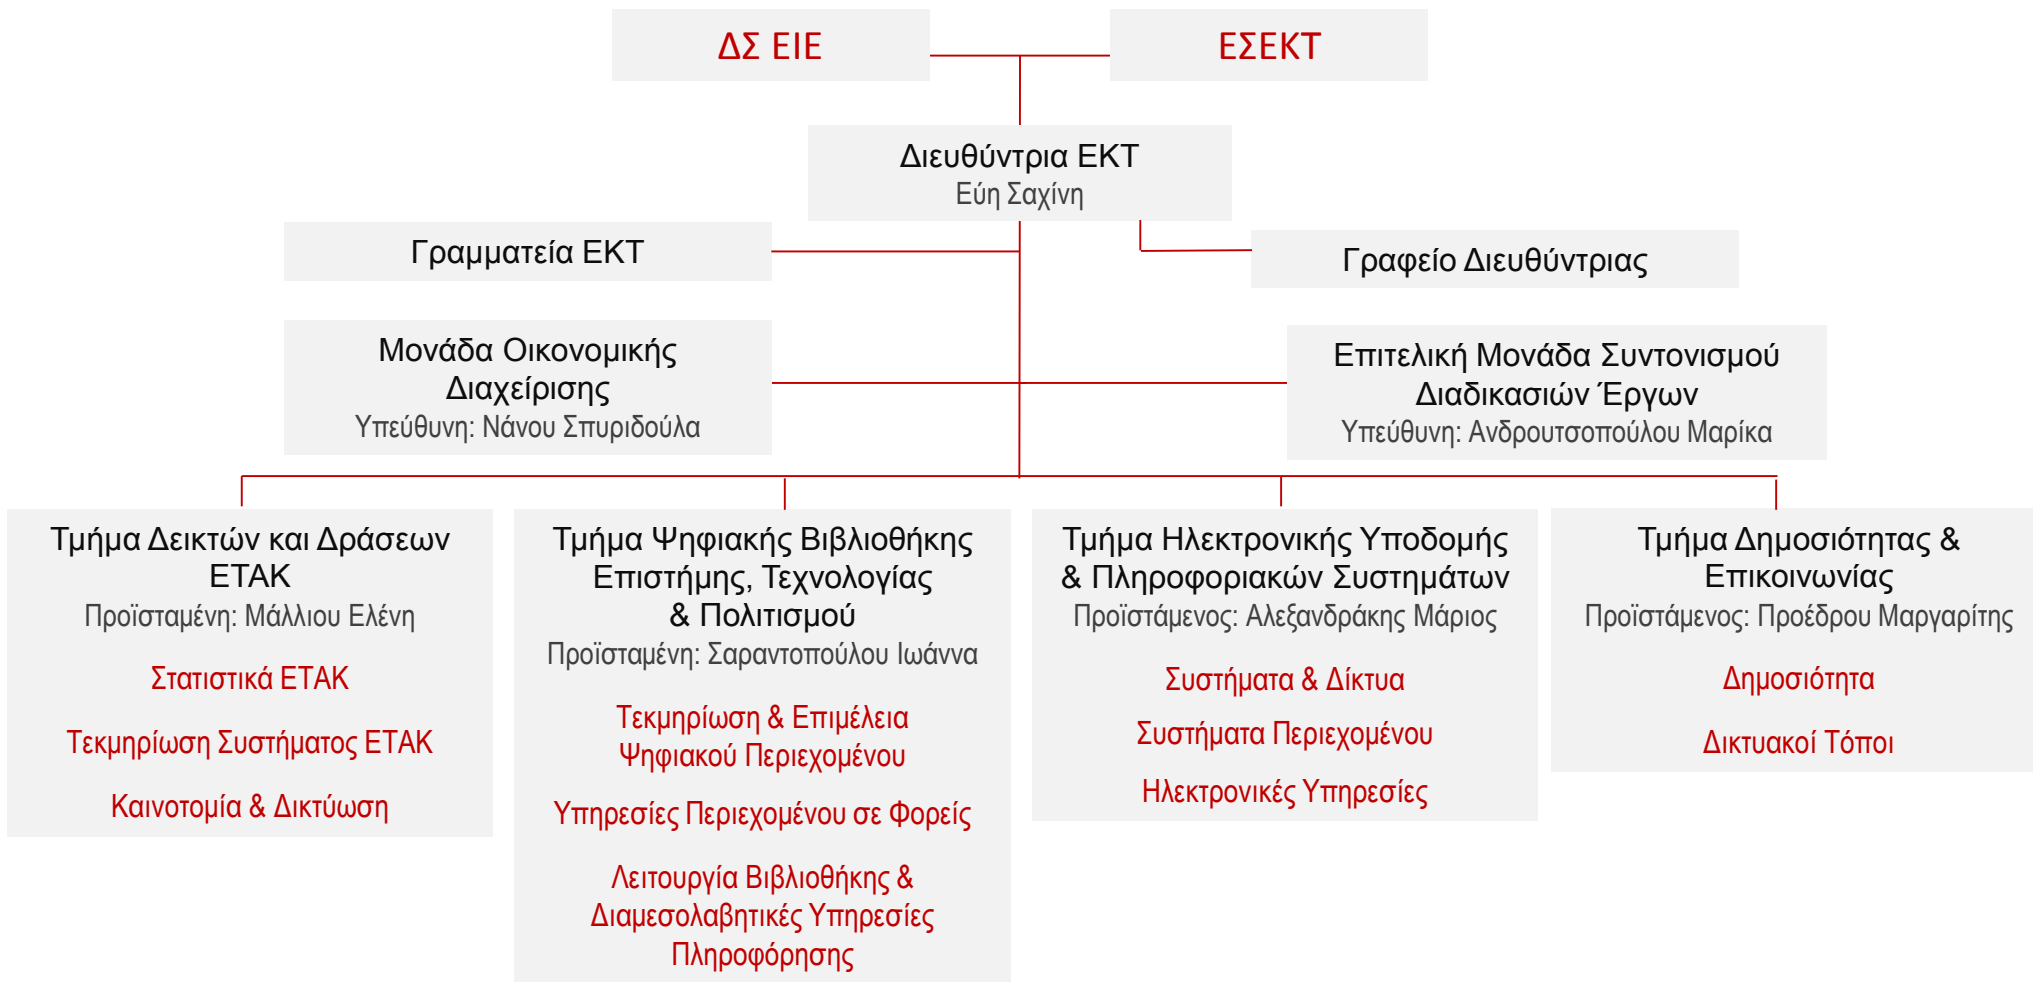 ΔΣ ΕΙΕ
ΕΣΕΚΤ
Διευθύντρια ΕΚΤ
Εύη Σαχίνη
Γραμματεία ΕΚΤ
Γραφείο Διευθύντριας
Μονάδα Οικονομικής
Διαχείρισης
Υπεύθυνη: Νάνου Σπυριδούλα
Επιτελική Μονάδα Συντονισμού
Διαδικασιών Έργων
Υπεύθυνη: Ανδρουτσοπούλου Μαρίκα
Τμήμα Δεικτών και Δράσεων
ΕΤΑΚ
Προϊσταμένη: Μάλλιου Ελένη
Στατιστικά ΕΤΑΚ
Τεκμηρίωση Συστήματος ΕΤΑΚ
Καινοτομία & Δικτύωση
Τμήμα Ψηφιακής Βιβλιοθήκης
Επιστήμης, Τεχνολογίας
& Πολιτισμού
Προϊσταμένη: Σαραντοπούλου Ιωάννα
Τεκμηρίωση & Επιμέλεια
Ψηφιακού Περιεχομένου
Υπηρεσίες Περιεχομένου σε Φορείς
Λειτουργία Βιβλιοθήκης &
Διαμεσολαβητικές Υπηρεσίες
Πληροφόρησης
Τμήμα Ηλεκτρονικής Υποδομής
& Πληροφοριακών Συστημάτων
Προϊστάμενος: Αλεξανδράκης Μάριος
Συστήματα & Δίκτυα
Συστήματα Περιεχομένου
Ηλεκτρονικές Υπηρεσίες
Τμήμα Δημοσιότητας &
Επικοινωνίας
Προϊστάμενος: Προέδρου Μαργαρίτης
Δημοσιότητα
Δικτυακοί Τόποι